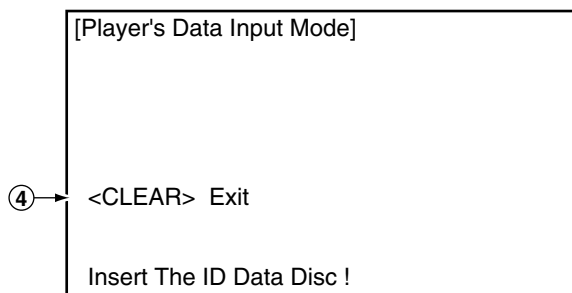 [Player's Data Input Mode]
④ <CLEAR> Exit
Insert The ID Data Disc !